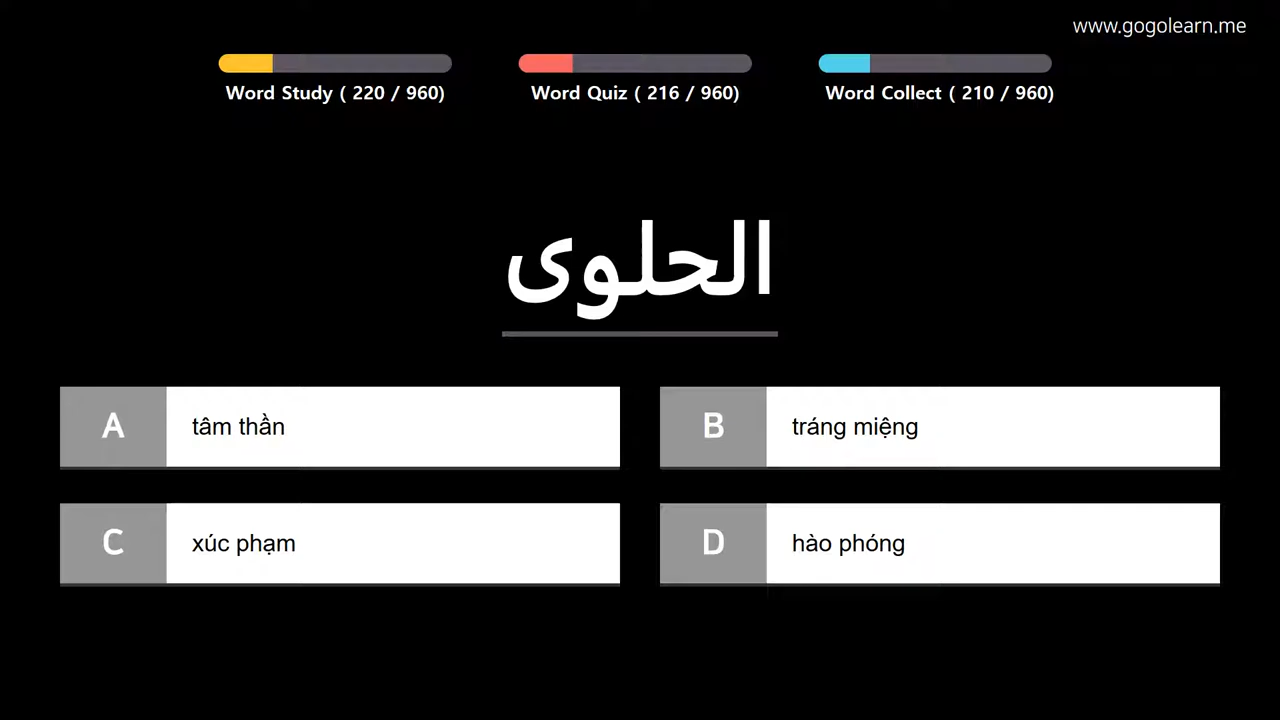 www.gogolearn.me
Word Study ( 220 / 960)
Word Quiz ( 216 / 960)
Word Collect ( 210 / 960)
الحلوى
A
tâm thần
B
tráng miệng
C
xúc phạm
D
hào phóng